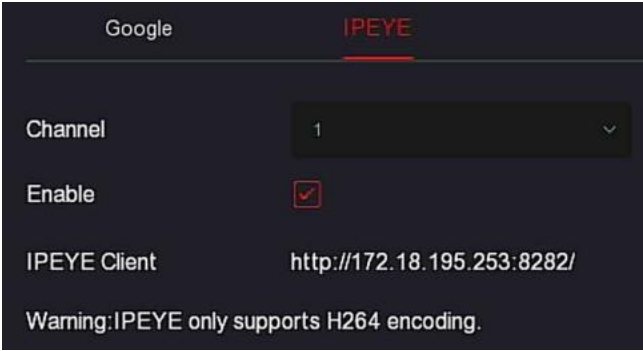 Google IPEYE
Channel 1
Enable
IPEYE Client http://172.18.195.253:8282/
Warning:IPEYE only supports H264 encoding.